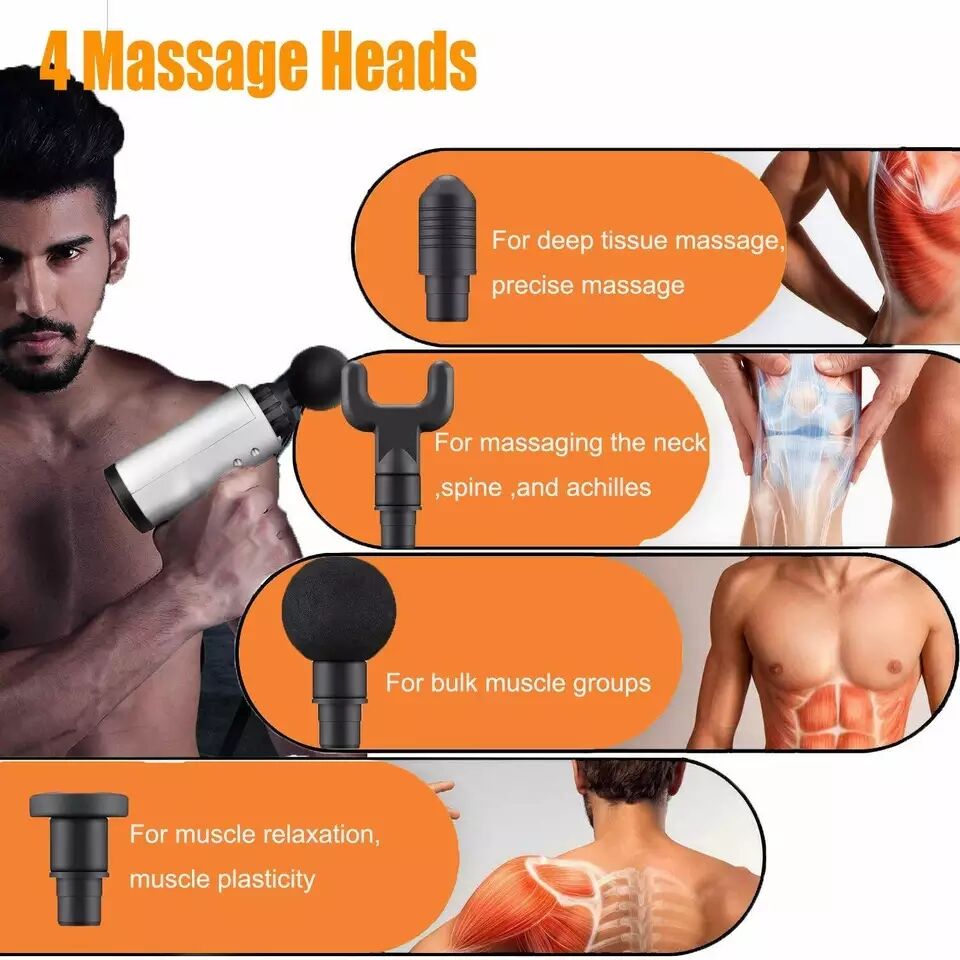 4 Massage Heads
For deep tissue massage,
precise massage
For massaging the neck
,spine ,and achilles
For bulk muscle groups
For muscle relaxation,
muscle plasticity